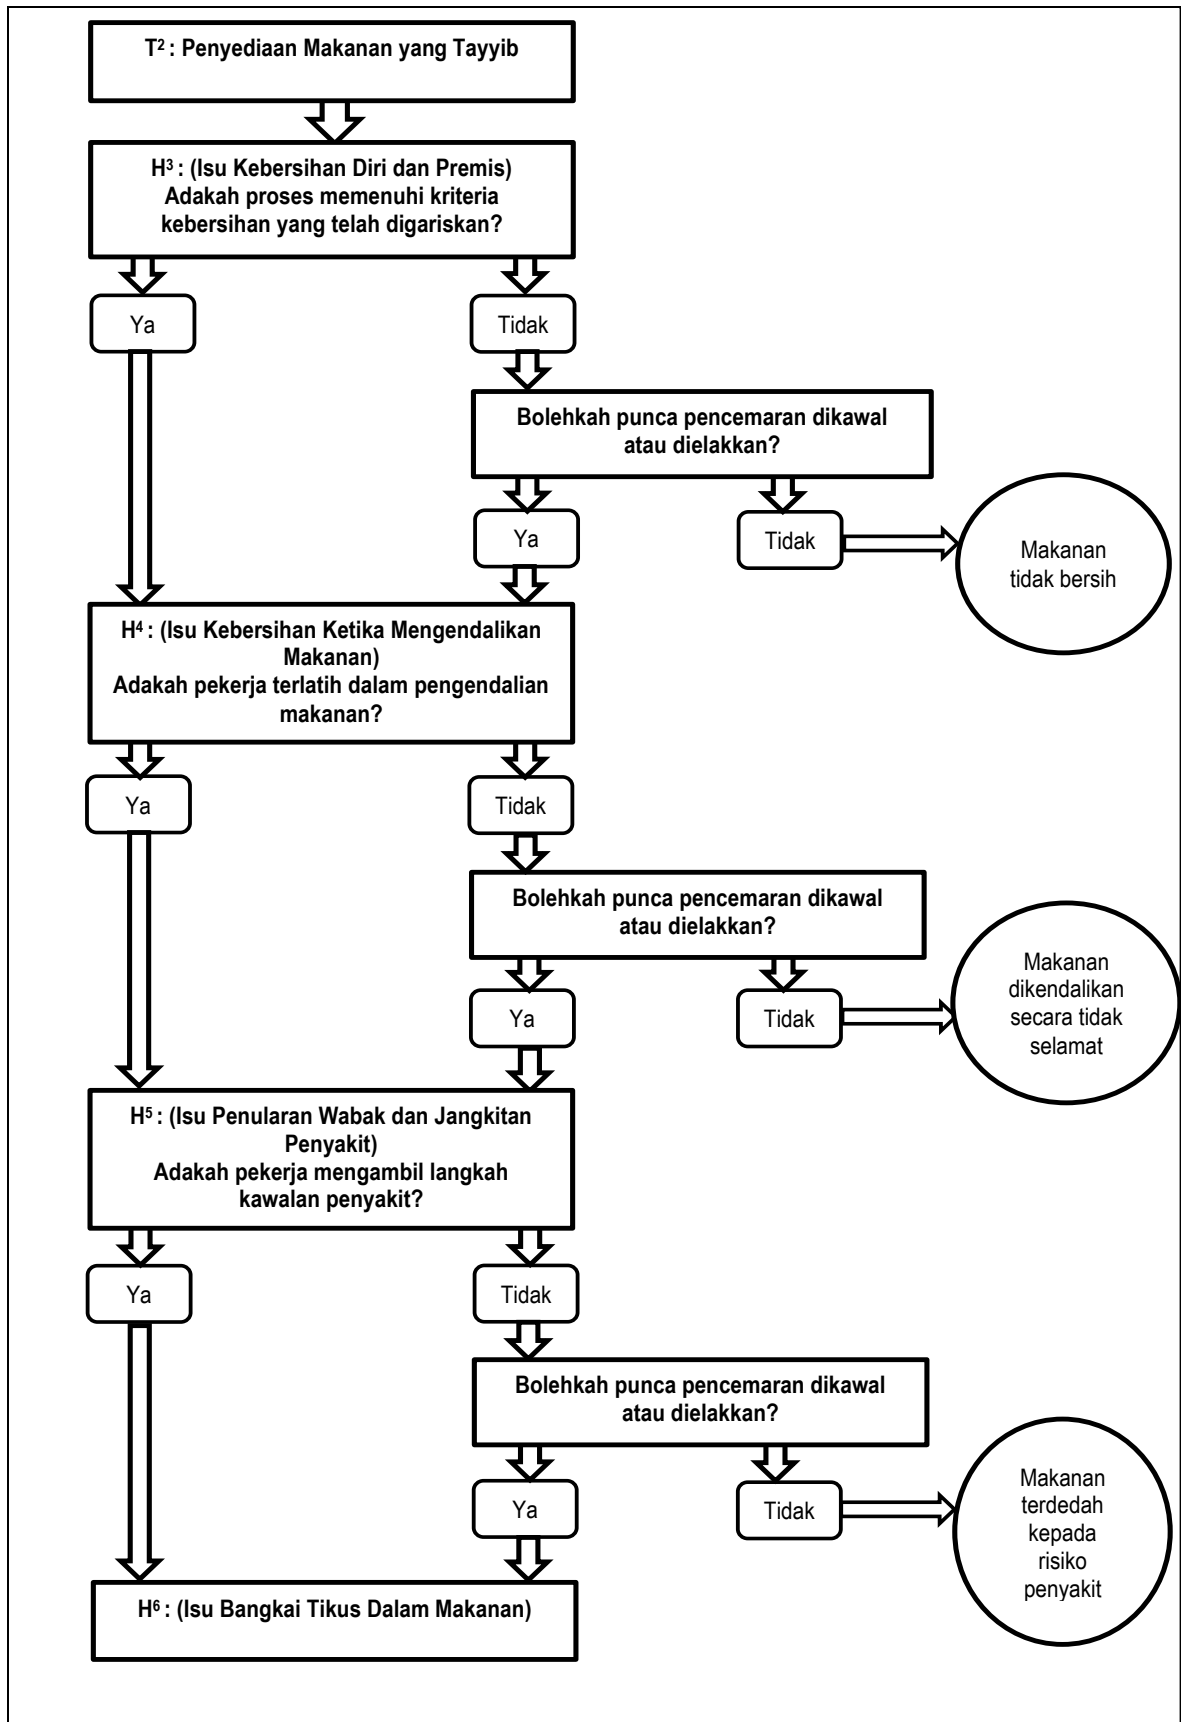 T² : Penyediaan Makanan yang Tayyib
H³ : (Isu Kebersihan Diri dan Premis)
Adakah proses memenuhi kriteria
kebersihan yang telah digariskan?
Ya
Tidak
Bolehkah punca pencemaran dikawal
atau dielakkan?
Ya
Tidak
Makanan
tidak bersih
H⁴ : (Isu Kebersihan Ketika Mengendalikan
Makanan)
Adakah pekerja terlatih dalam pengendalian
makanan?
Ya
Tidak
Bolehkah punca pencemaran dikawal
atau dielakkan?
Ya
Tidak
Makanan
dikendalikan
secara tidak
selamat
H⁵ : (Isu Penularan Wabak dan Jangkitan
Penyakit)
Adakah pekerja mengambil langkah
kawalan penyakit?
Ya
Tidak
Bolehkah punca pencemaran dikawal
atau dielakkan?
Ya
Tidak
Makanan
terdedah
kepada
risiko
penyakit
H⁶ : (Isu Bangkai Tikus Dalam Makanan)